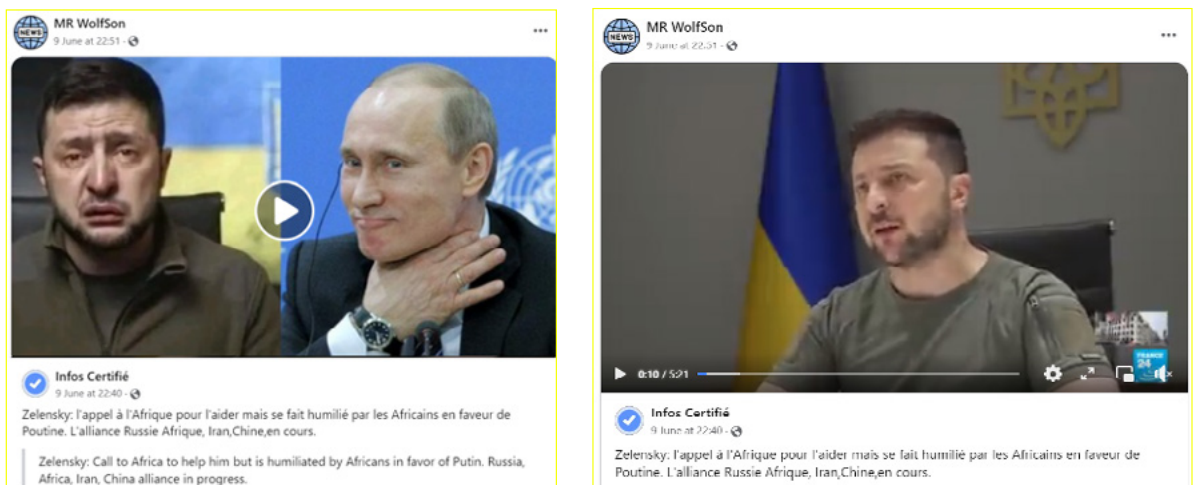 NEWS
MR WolfSon
9 June at 22:51 ·
Infos Certifié
9 June at 22:40 ·
Zelensky: l'appel à l'Afrique pour l'aider mais se fait humilié par les Africains en faveur de
Poutine. L'alliance Russie Afrique, Iran,Chine,en cours.
Zelensky: Call to Africa to help him but is humiliated by Africans in favor of Putin. Russia,
Africa, Iran, China alliance in progress.
NEWS
MR WolfSon
9 June at 22:51 ·
0:10 / 5:21
FRANCE
24
Infos Certifié
9 June at 22:40 ·
Zelensky: l'appel à l'Afrique pour l'aider mais se fait humilié par les Africains en faveur de
Poutine. L'alliance Russie Afrique, Iran,Chine,en cours.